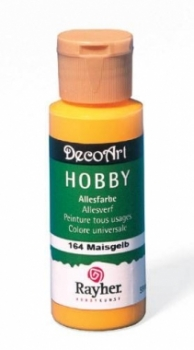 DecoArt
HOBBY
Allesfarbe
Allesverf
Peinture tous usages
Colore universale
164 Maisgelb
Rayher